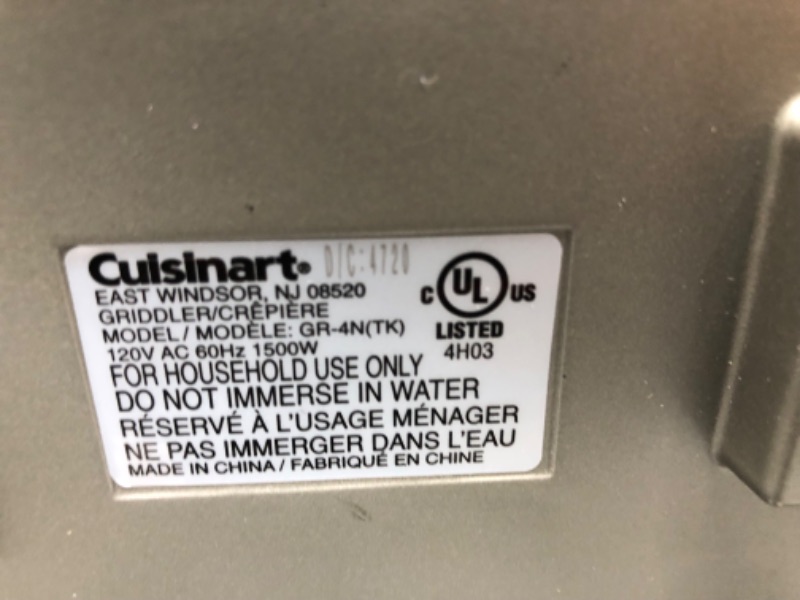 Cuisinart® D/C:4720
EAST WINDSOR, NJ 08520
GRIDDLER/CRÊPIÈRE
MODEL / MODÈLE: GR-4N(TK)
120V AC 60Hz 1500W
FOR HOUSEHOLD USE ONLY
DO NOT IMMERSE IN WATER
RÉSERVÉ À L'USAGE MÉNAGER
NE PAS IMMERGER DANS L'EAU
MADE IN CHINA / FABRIQUÉ EN CHINE
C UL US
LISTED
4H03